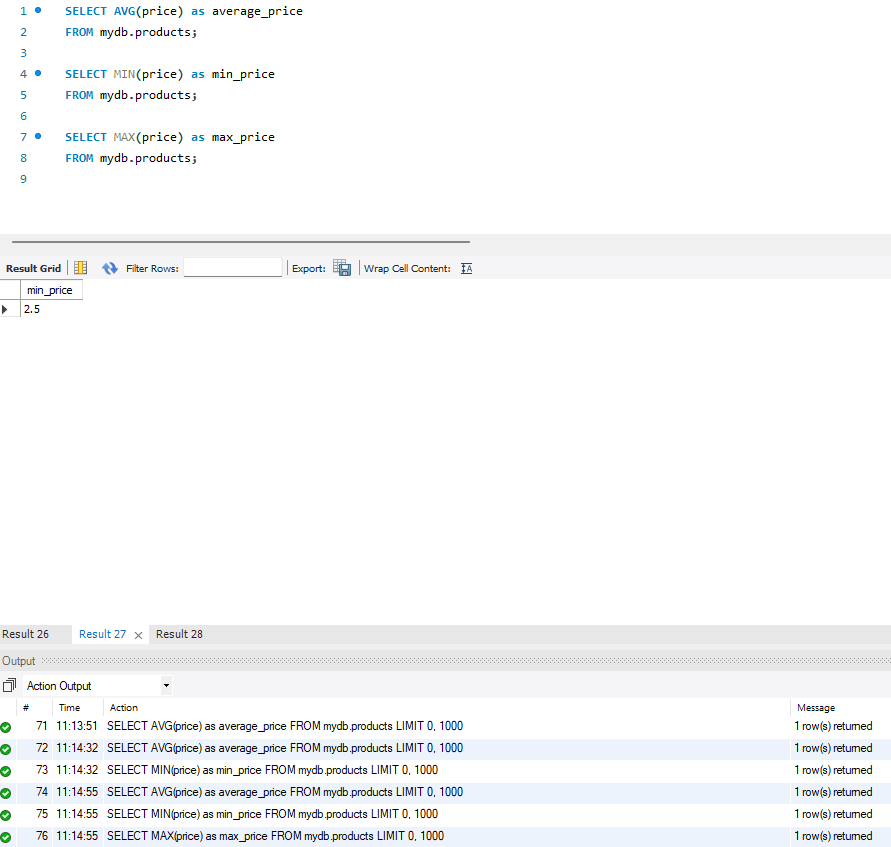 1 SELECT AVG(price) as average_price
2 FROM mydb.products;
3
4 SELECT MIN(price) as min_price
5 FROM mydb.products;
6
7 SELECT MAX(price) as max_price
8 FROM mydb.products;
9
Result Grid Filter Rows: Export: Wrap Cell Content: IA
min_price
2.5
Result 26 Result 27 × Result 28
Output
Action Output
# Time Action Message
71 11:13:51 SELECT AVG(price) as average_price FROM mydb.products LIMIT 0, 1000 1 row(s) returned
72 11:14:32 SELECT AVG(price) as average_price FROM mydb.products LIMIT 0, 1000 1 row(s) returned
73 11:14:32 SELECT MIN(price) as min_price FROM mydb.products LIMIT 0, 1000 1 row(s) returned
74 11:14:55 SELECT AVG(price) as average_price FROM mydb.products LIMIT 0, 1000 1 row(s) returned
75 11:14:55 SELECT MIN(price) as min_price FROM mydb.products LIMIT 0, 1000 1 row(s) returned
76 11:14:55 SELECT MAX(price) as max_price FROM mydb.products LIMIT 0, 1000 1 row(s) returned